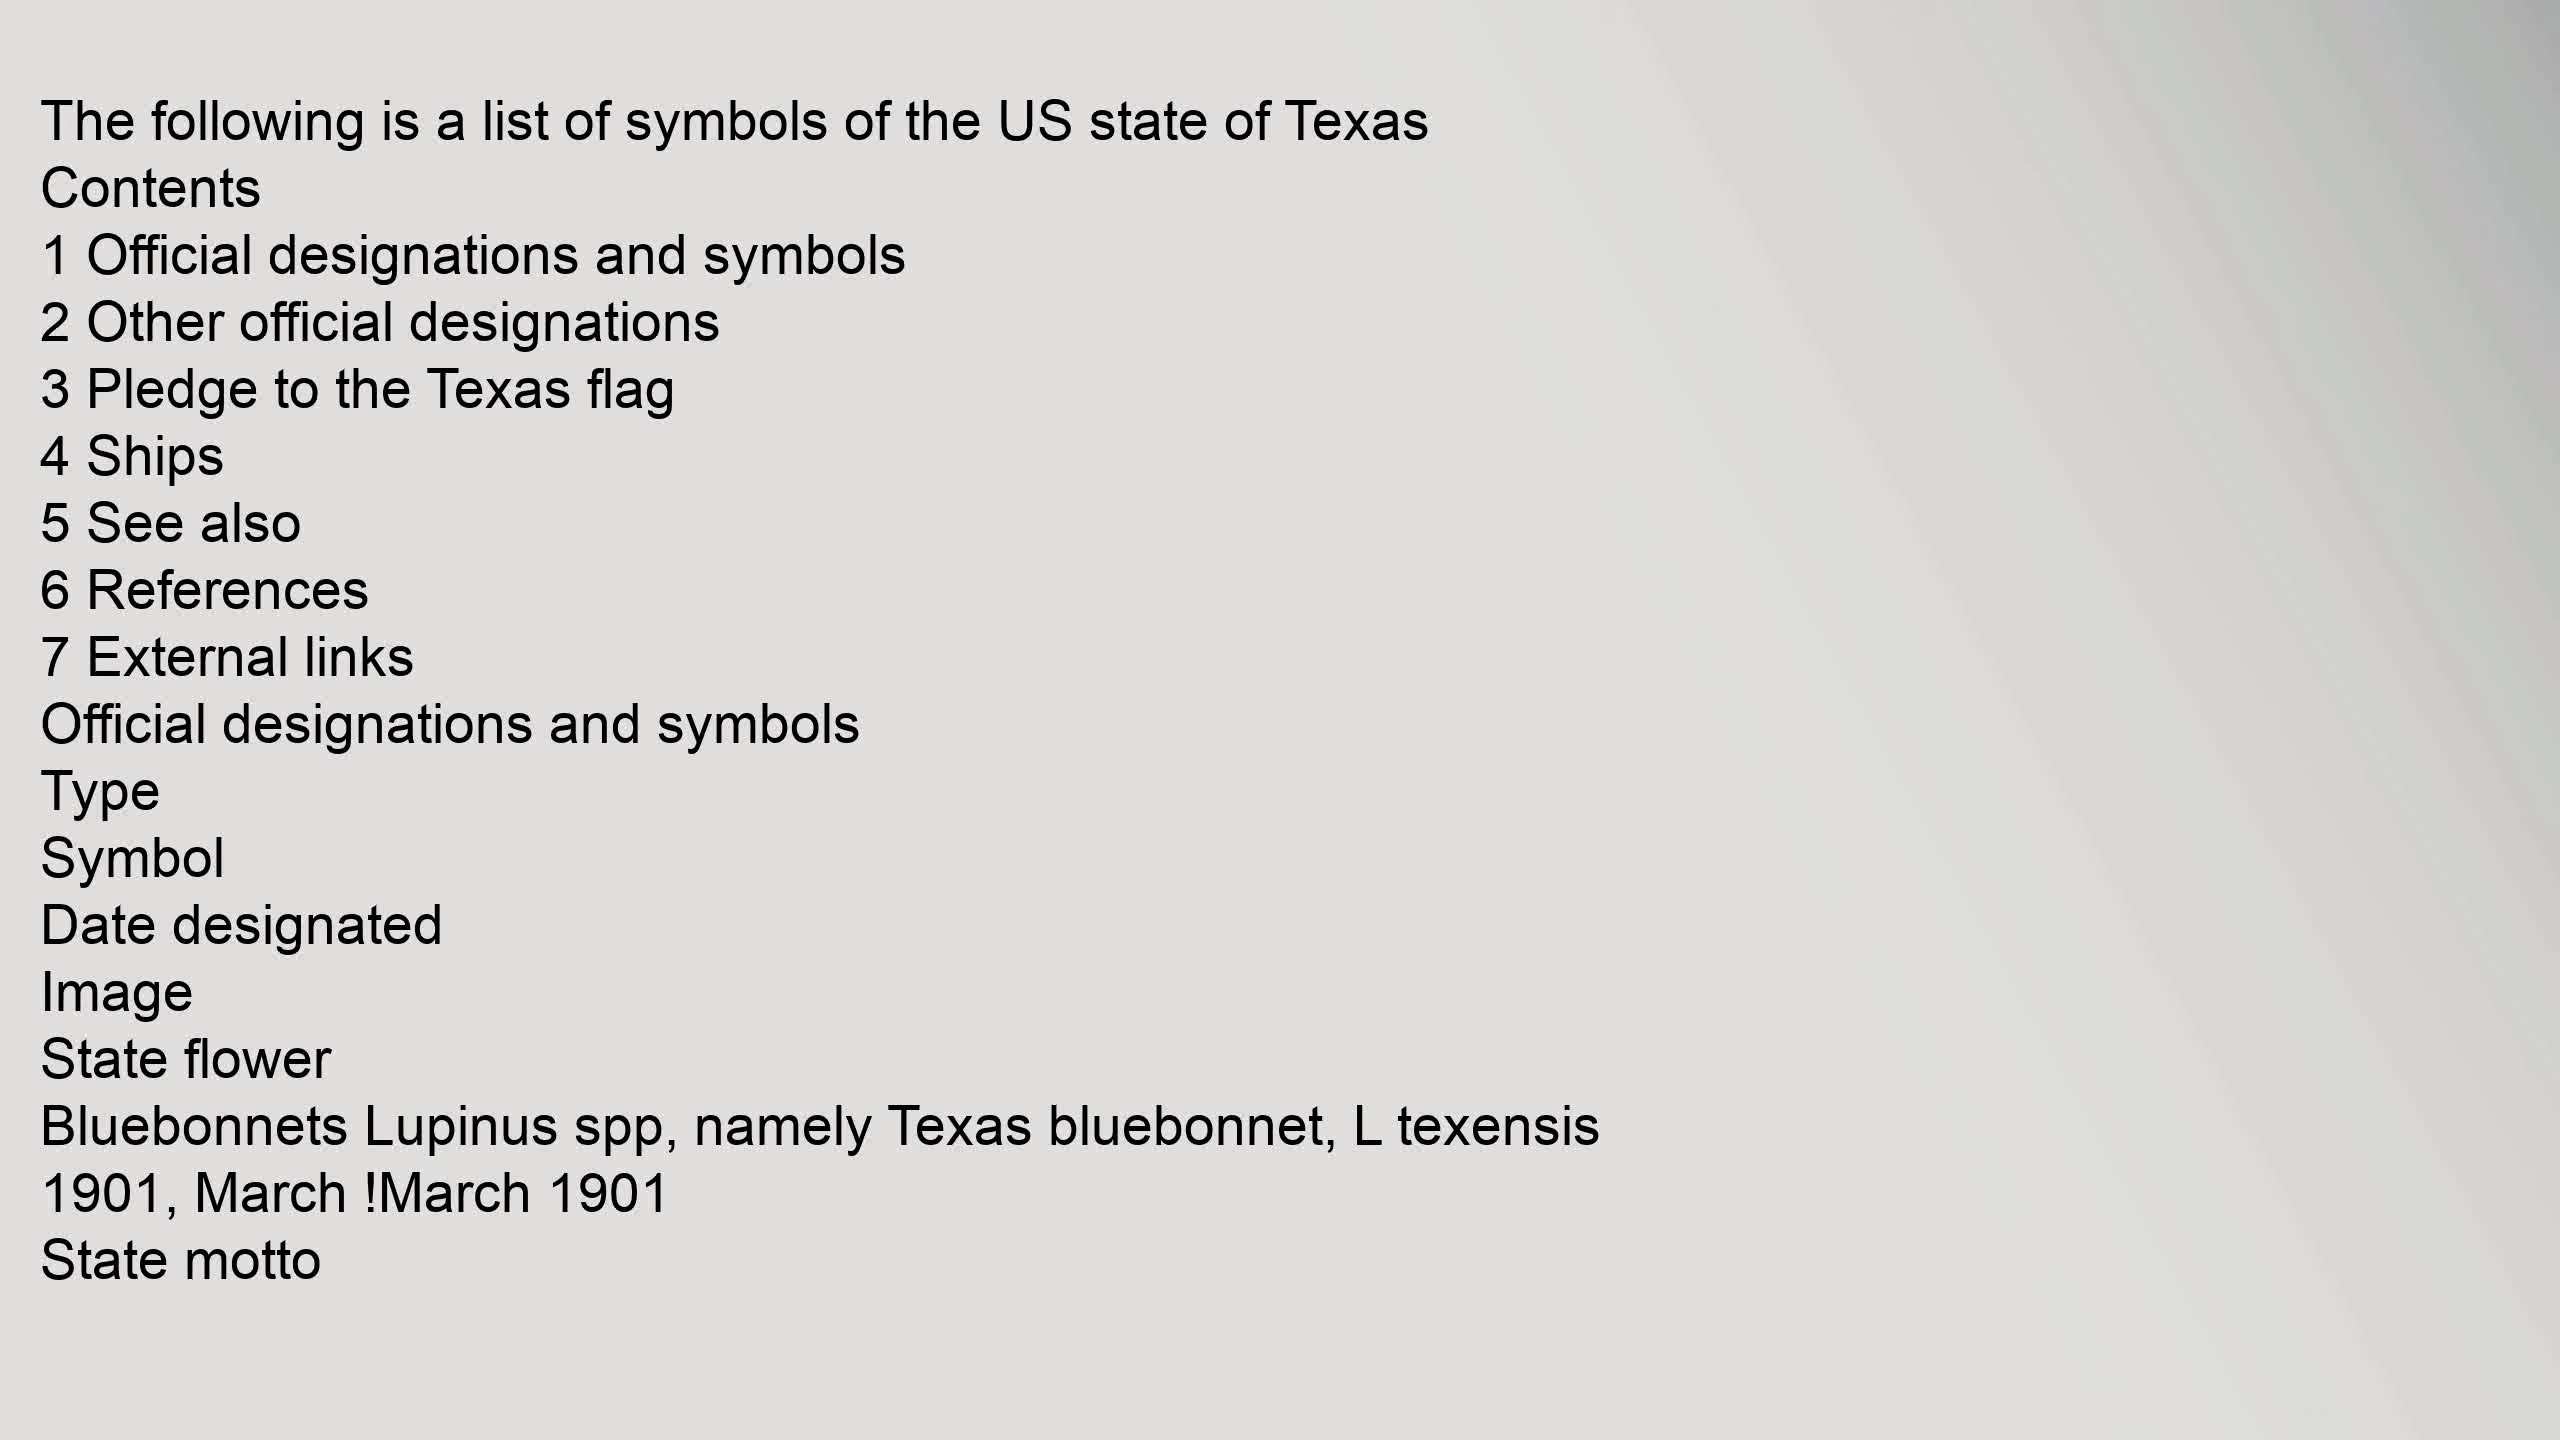 The following is a list of symbols of the US state of Texas
Contents
1 Official designations and symbols
2 Other official designations
3 Pledge to the Texas flag
4 Ships
5 See also
6 References
7 External links
Official designations and symbols
Type
Symbol
Date designated
Image
State flower
Bluebonnets Lupinus spp, namely Texas bluebonnet, L texensis
1901, March !March 1901
State motto